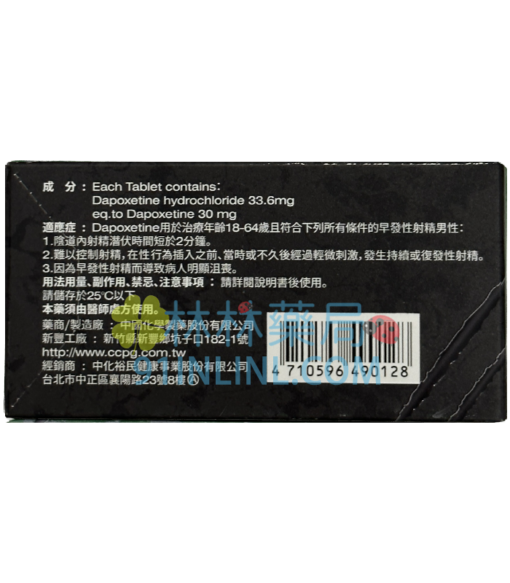 成 分：Each Tablet contains:
Dapoxetine hydrochloride 33.6mg
eq.to Dapoxetine 30 mg
適應症：Dapoxetine用於治療年齡18-64歲且符合下列所有條件的早發性射精男性：
1.陰道內射精潛伏時間短於2分鐘。
2.難以控制射精，在性行為插入之前、當時或不久後經過輕微刺激，發生持續或復發性射精。
3.因為早發性射精而導致病人明顯沮喪。
用法用量、副作用、禁忌、注意事項：請詳閱說明書後使用。
請儲存於25℃以下
本藥須由醫師處方使用。
藥商/製造廠：中國化學製藥股份有限公司
新豐工廠：新竹縣新豐鄉坑子口182-1號
http://www.ccpg.com.tw
經銷商：中化裕民健康事業股份有限公司
台北市中正區襄陽路23號8樓Ⓐ
4 710596 490128
林林藥局